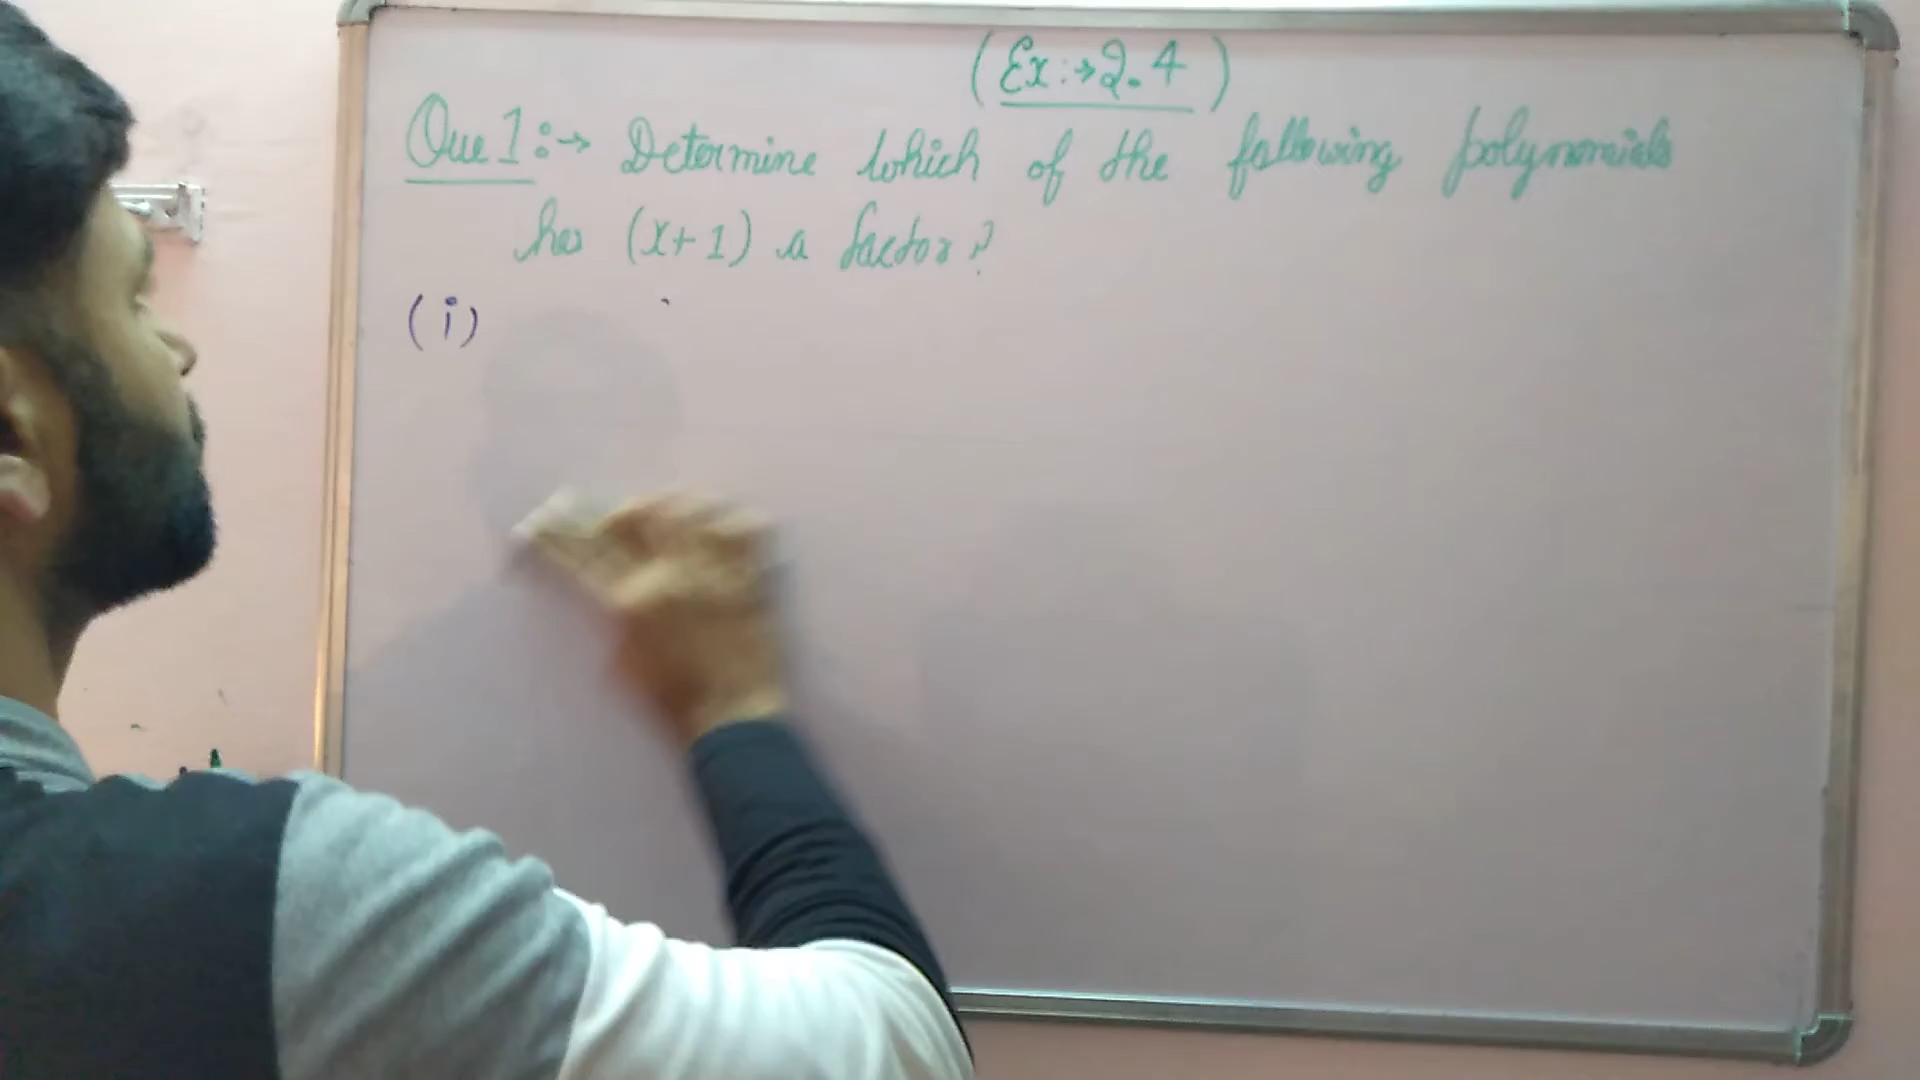 (Ex:→2.4)
Que 1:→ Determine which of the following polynomials
has (x+1) a factor?
(i)